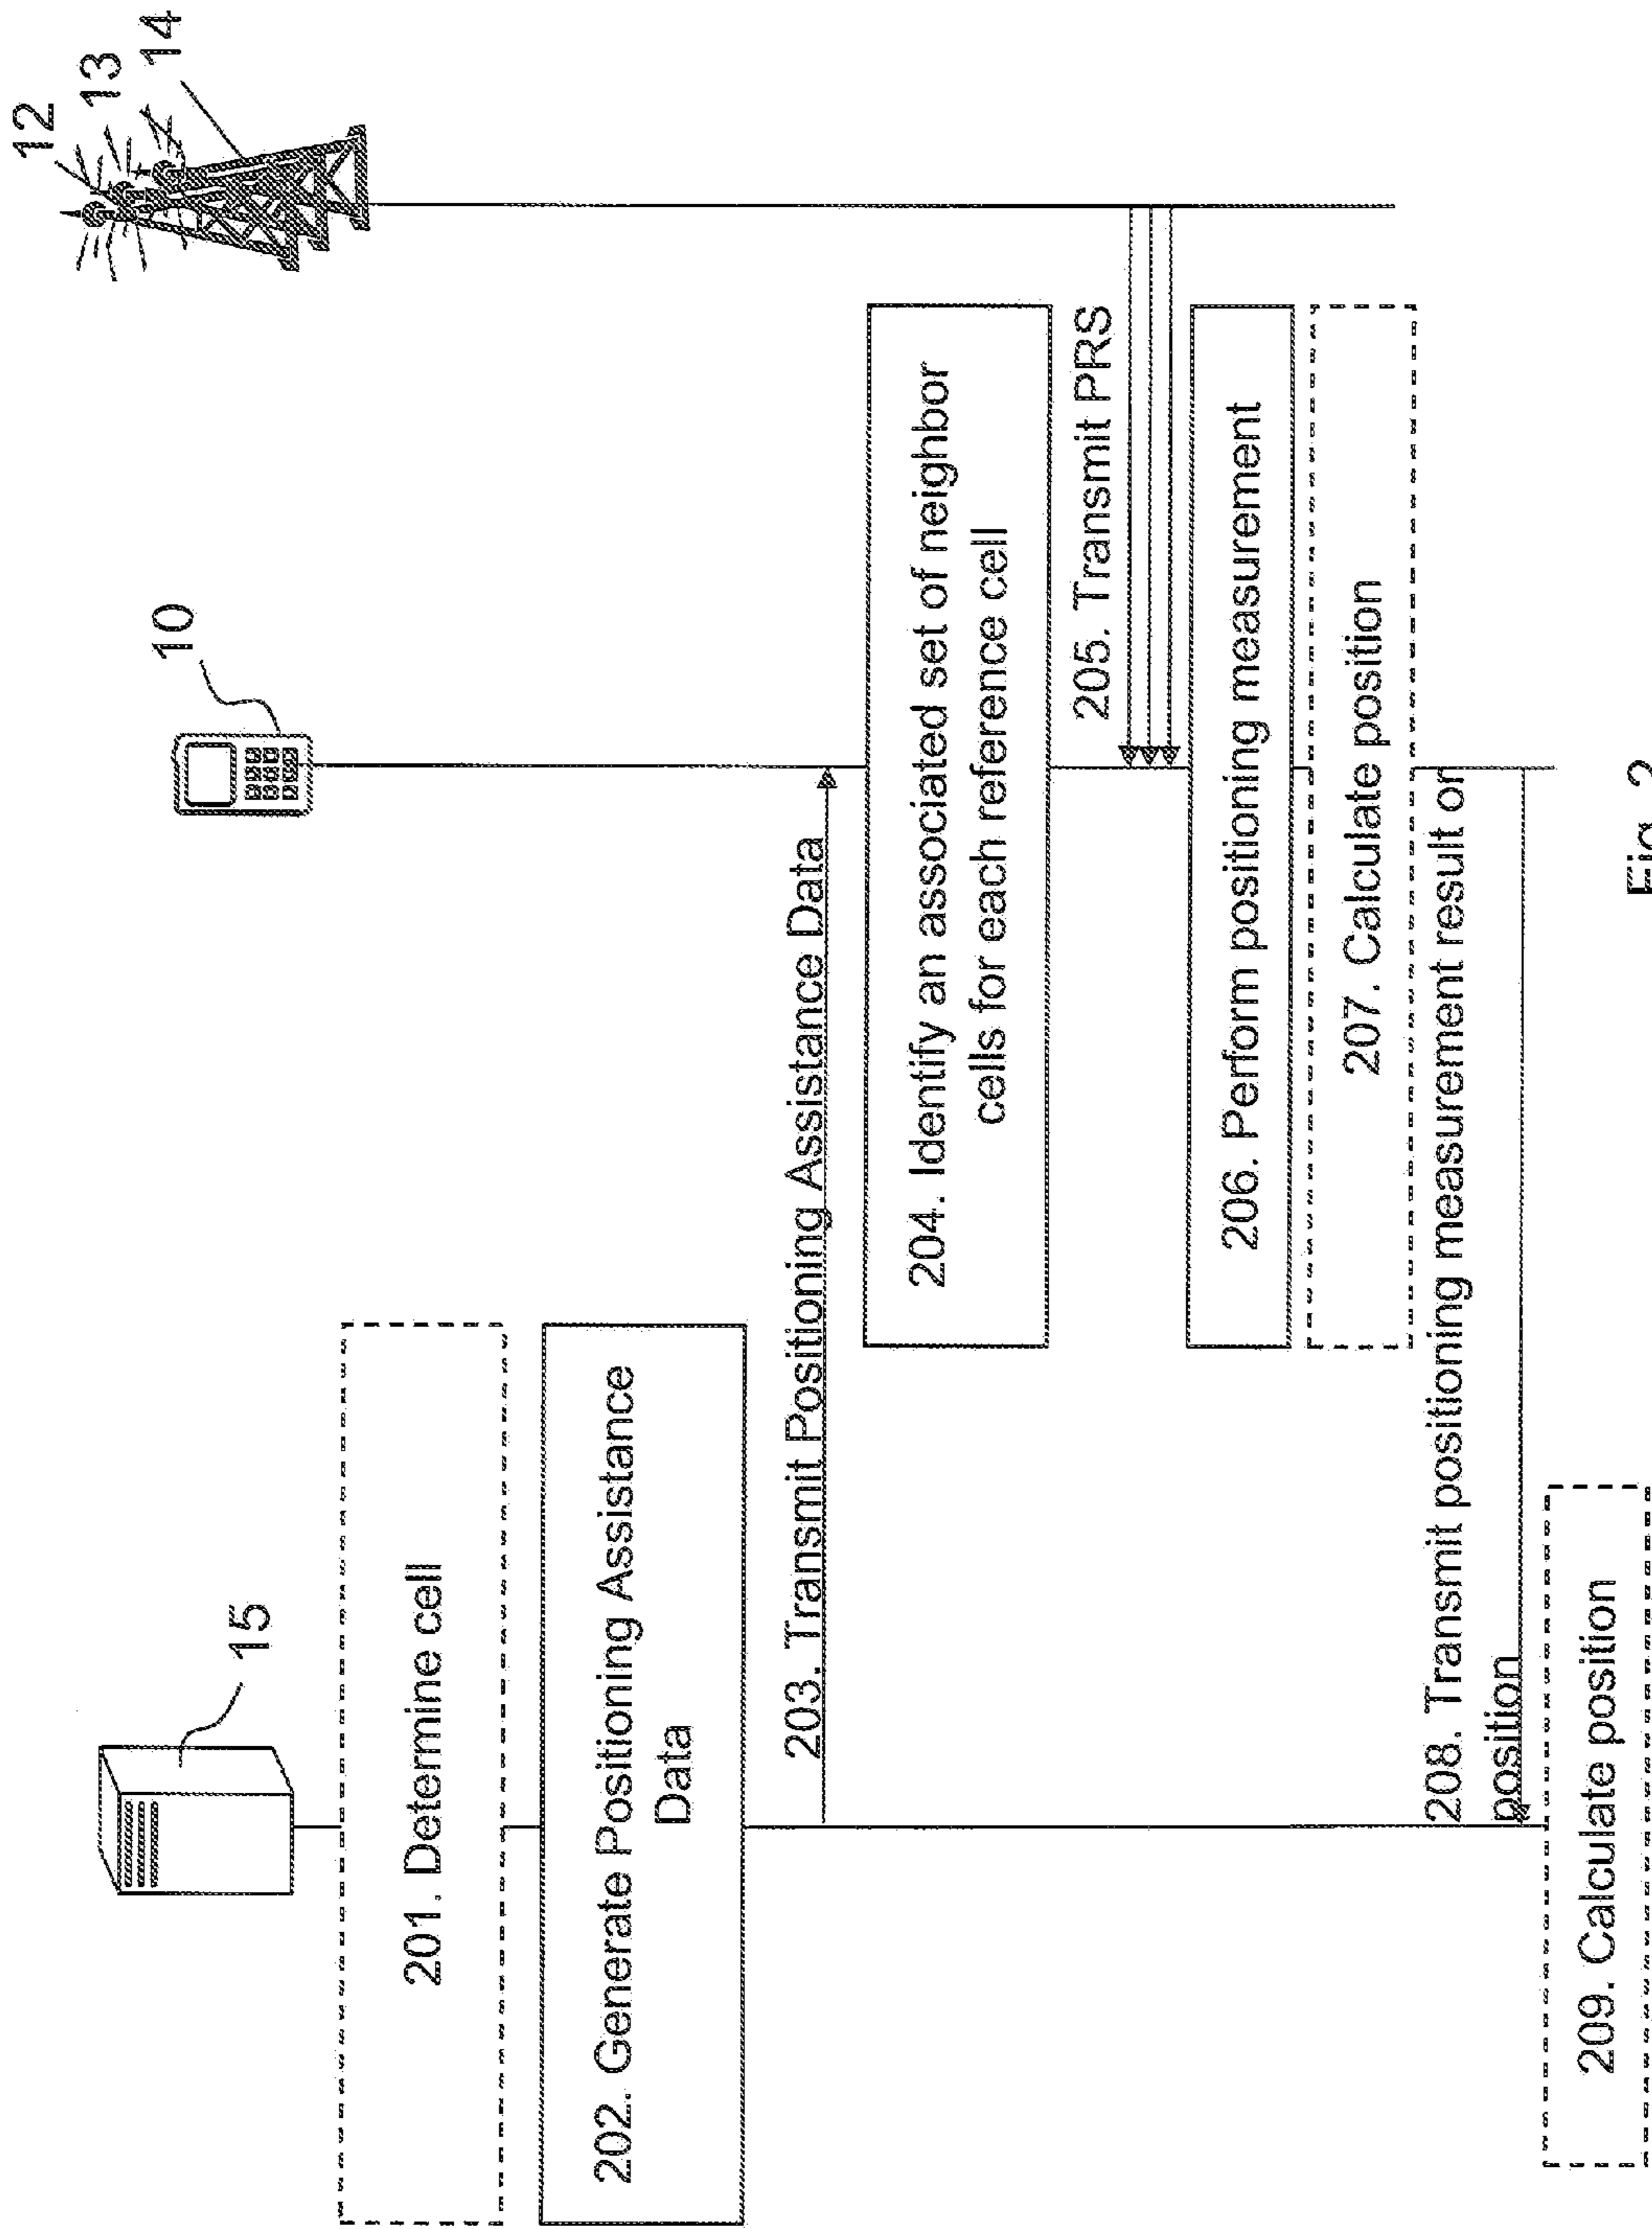 15
10
12
13
14
201. Determine cell
202. Generate Positioning Assistance
Data
203. Transmit Positioning Assistance Data
204. Identify an associated set of neighbor
cells for each reference cell
205. Transmit PRS
206. Perform positioning measurement
207. Calculate position
208. Transmit positioning measurement result or
position
209. Calculate position
Fig. 2